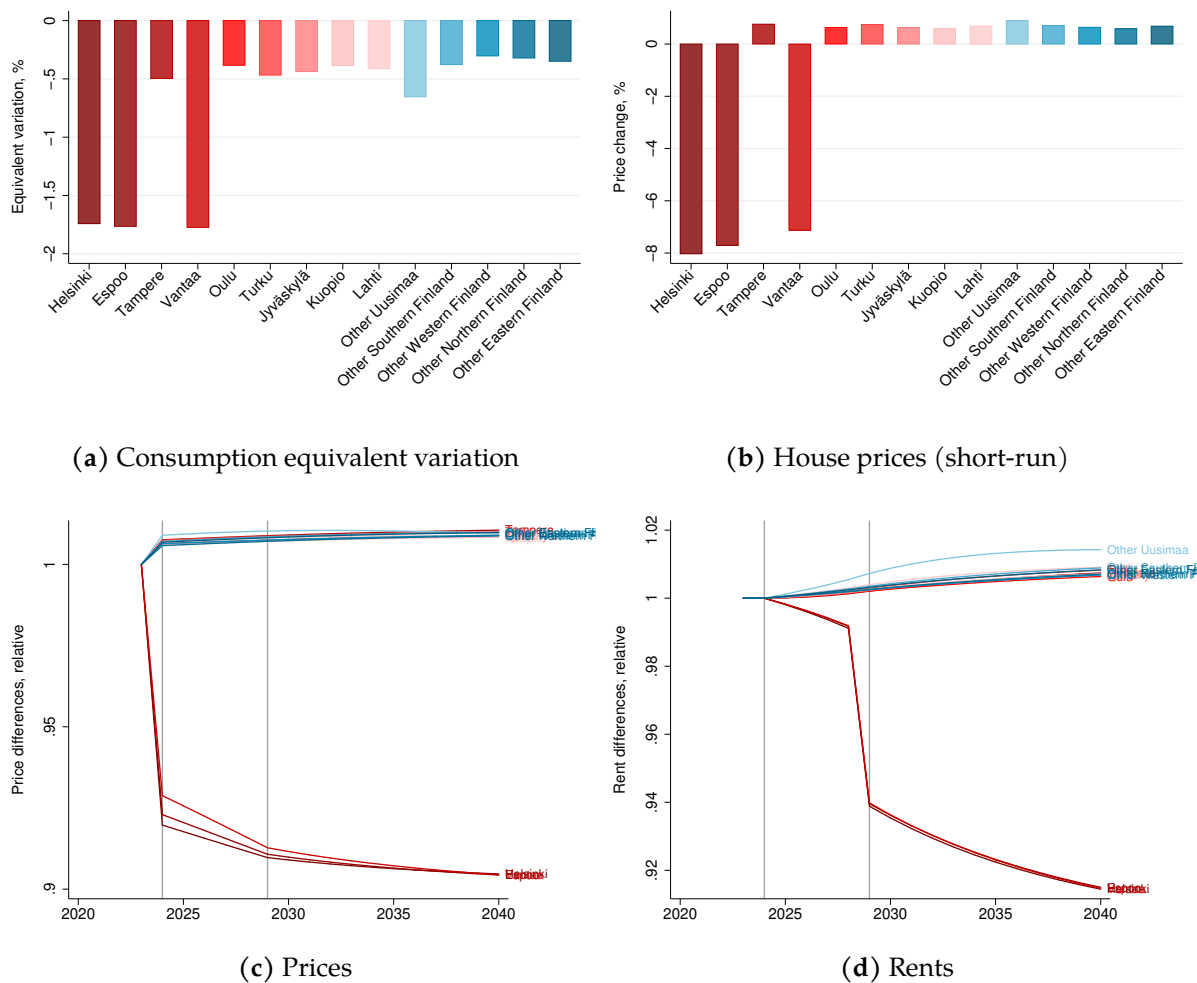 Equivalent variation, %
0
-.5
-1
-1.5
-2
Helsinki
Espoo
Tampere
Vantaa
Oulu
Turku
Jyväskylä
Kuopio
Lahti
Other Uusimaa
Other Southern Finland
Other Western Finland
Other Northern Finland
Other Eastern Finland
(a) Consumption equivalent variation
Price change, %
0
-2
-4
-6
-8
Helsinki
Espoo
Tampere
Vantaa
Oulu
Turku
Jyväskylä
Kuopio
Lahti
Other Uusimaa
Other Southern Finland
Other Western Finland
Other Northern Finland
Other Eastern Finland
(b) House prices (short-run)
Price differences, relative
1
.95
.9
2020
2025
2030
2035
2040
(c) Prices
Rent differences, relative
1.02
1
.98
.96
.94
.92
Other Uusimaa
2020
2025
2030
2035
2040
(d) Rents